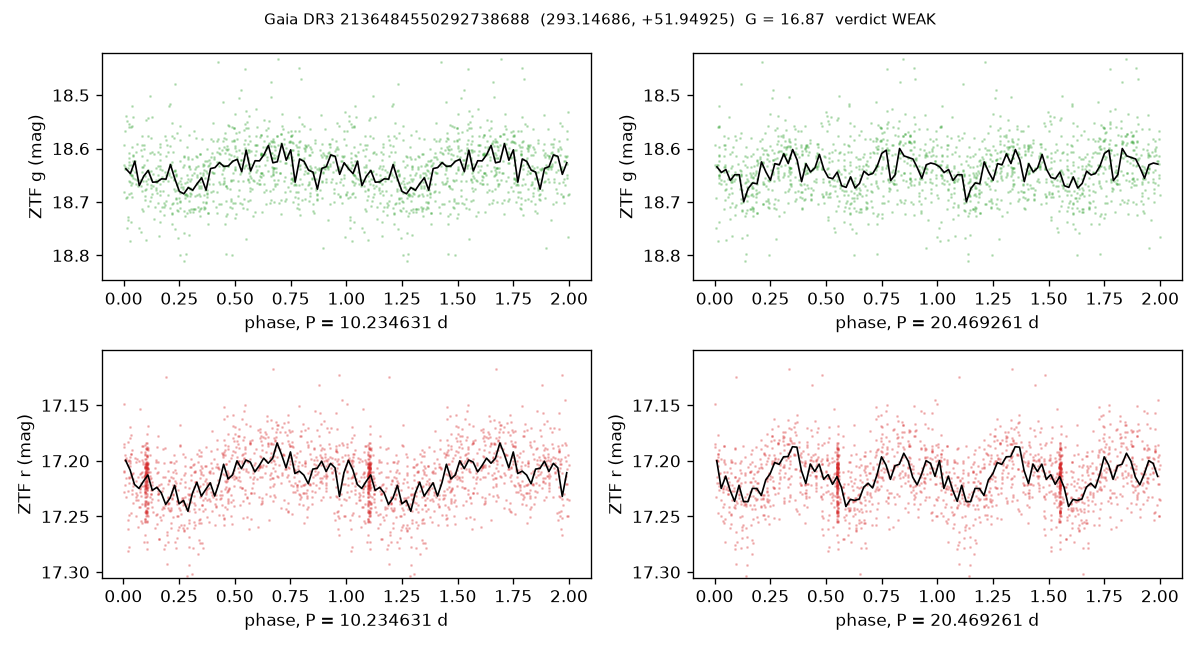 Gaia DR3 2136484550292738688  (293.14686, +51.94925)  G = 16.87  verdict WEAK
ZTF g (mag)
18.5
18.6
18.7
18.8
0.00 0.25 0.50 0.75 1.00 1.25 1.50 1.75 2.00
phase, P = 10.234631 d
ZTF g (mag)
18.5
18.6
18.7
18.8
0.00 0.25 0.50 0.75 1.00 1.25 1.50 1.75 2.00
phase, P = 20.469261 d
ZTF r (mag)
17.15
17.20
17.25
17.30
0.00 0.25 0.50 0.75 1.00 1.25 1.50 1.75 2.00
phase, P = 10.234631 d
ZTF r (mag)
17.15
17.20
17.25
17.30
0.00 0.25 0.50 0.75 1.00 1.25 1.50 1.75 2.00
phase, P = 20.469261 d